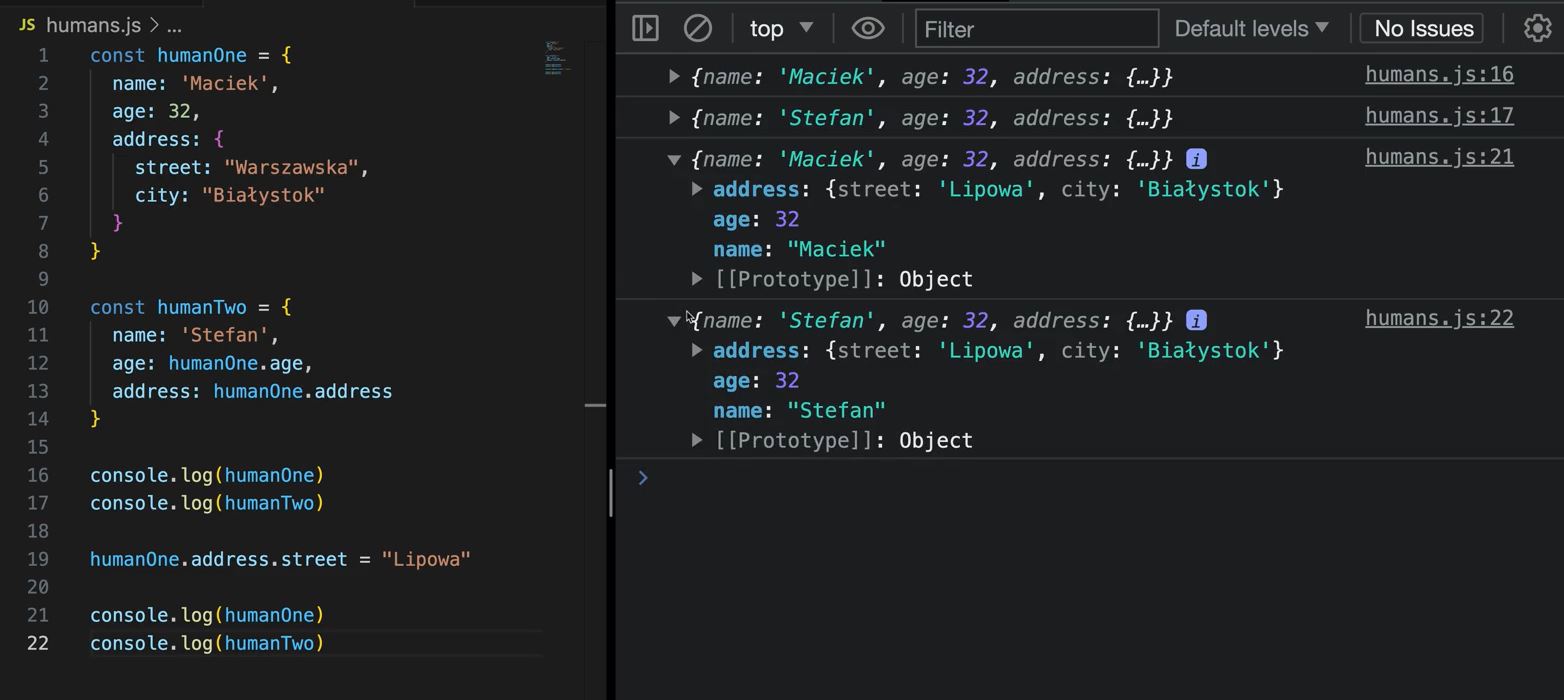 JS humans.js > ...
1 const humanOne = {
2 name: 'Maciek',
3 age: 32,
4 address: {
5 street: "Warszawska",
6 city: "Białystok"
7 }
8 }
9
10 const humanTwo = {
11 name: 'Stefan',
12 age: humanOne.age,
13 address: humanOne.address
14 }
15
16 console.log(humanOne)
17 console.log(humanTwo)
18
19 humanOne.address.street = "Lipowa"
20
21 console.log(humanOne)
22 console.log(humanTwo)
top Filter Default levels No Issues
{name: 'Maciek', age: 32, address: {…}} humans.js:16
{name: 'Stefan', age: 32, address: {…}} humans.js:17
{name: 'Maciek', age: 32, address: {…}} i humans.js:21
address: {street: 'Lipowa', city: 'Białystok'}
age: 32
name: "Maciek"
[[Prototype]]: Object
{name: 'Stefan', age: 32, address: {…}} i humans.js:22
address: {street: 'Lipowa', city: 'Białystok'}
age: 32
name: "Stefan"
[[Prototype]]: Object
>